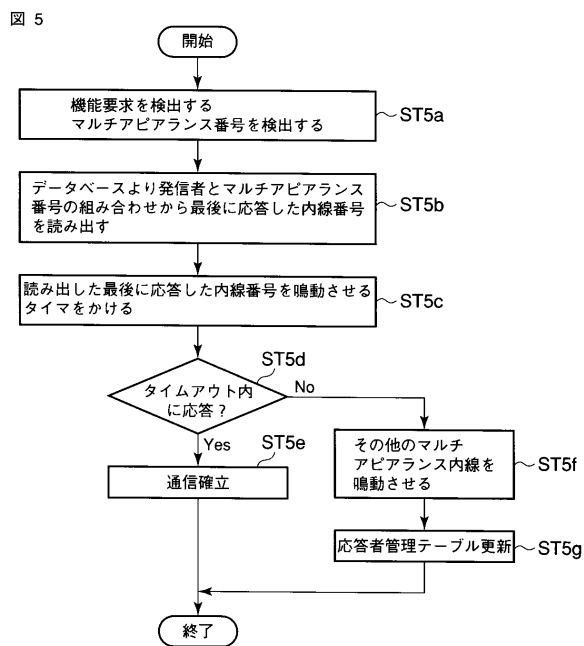 図 5
開始
機能要求を検出する
マルチアピアランス番号を検出する
ST5a
データベースより発信者とマルチアピアランス
番号の組み合わせから最後に応答した内線番号
を読み出す
ST5b
読み出した最後に応答した内線番号を鳴動させる
タイマをかける
ST5c
ST5d
タイムアウト内
に応答?
No
Yes
ST5e
通信確立
その他のマルチ
アピアランス内線を
鳴動させる
ST5f
応答者管理テーブル更新
ST5g
終了